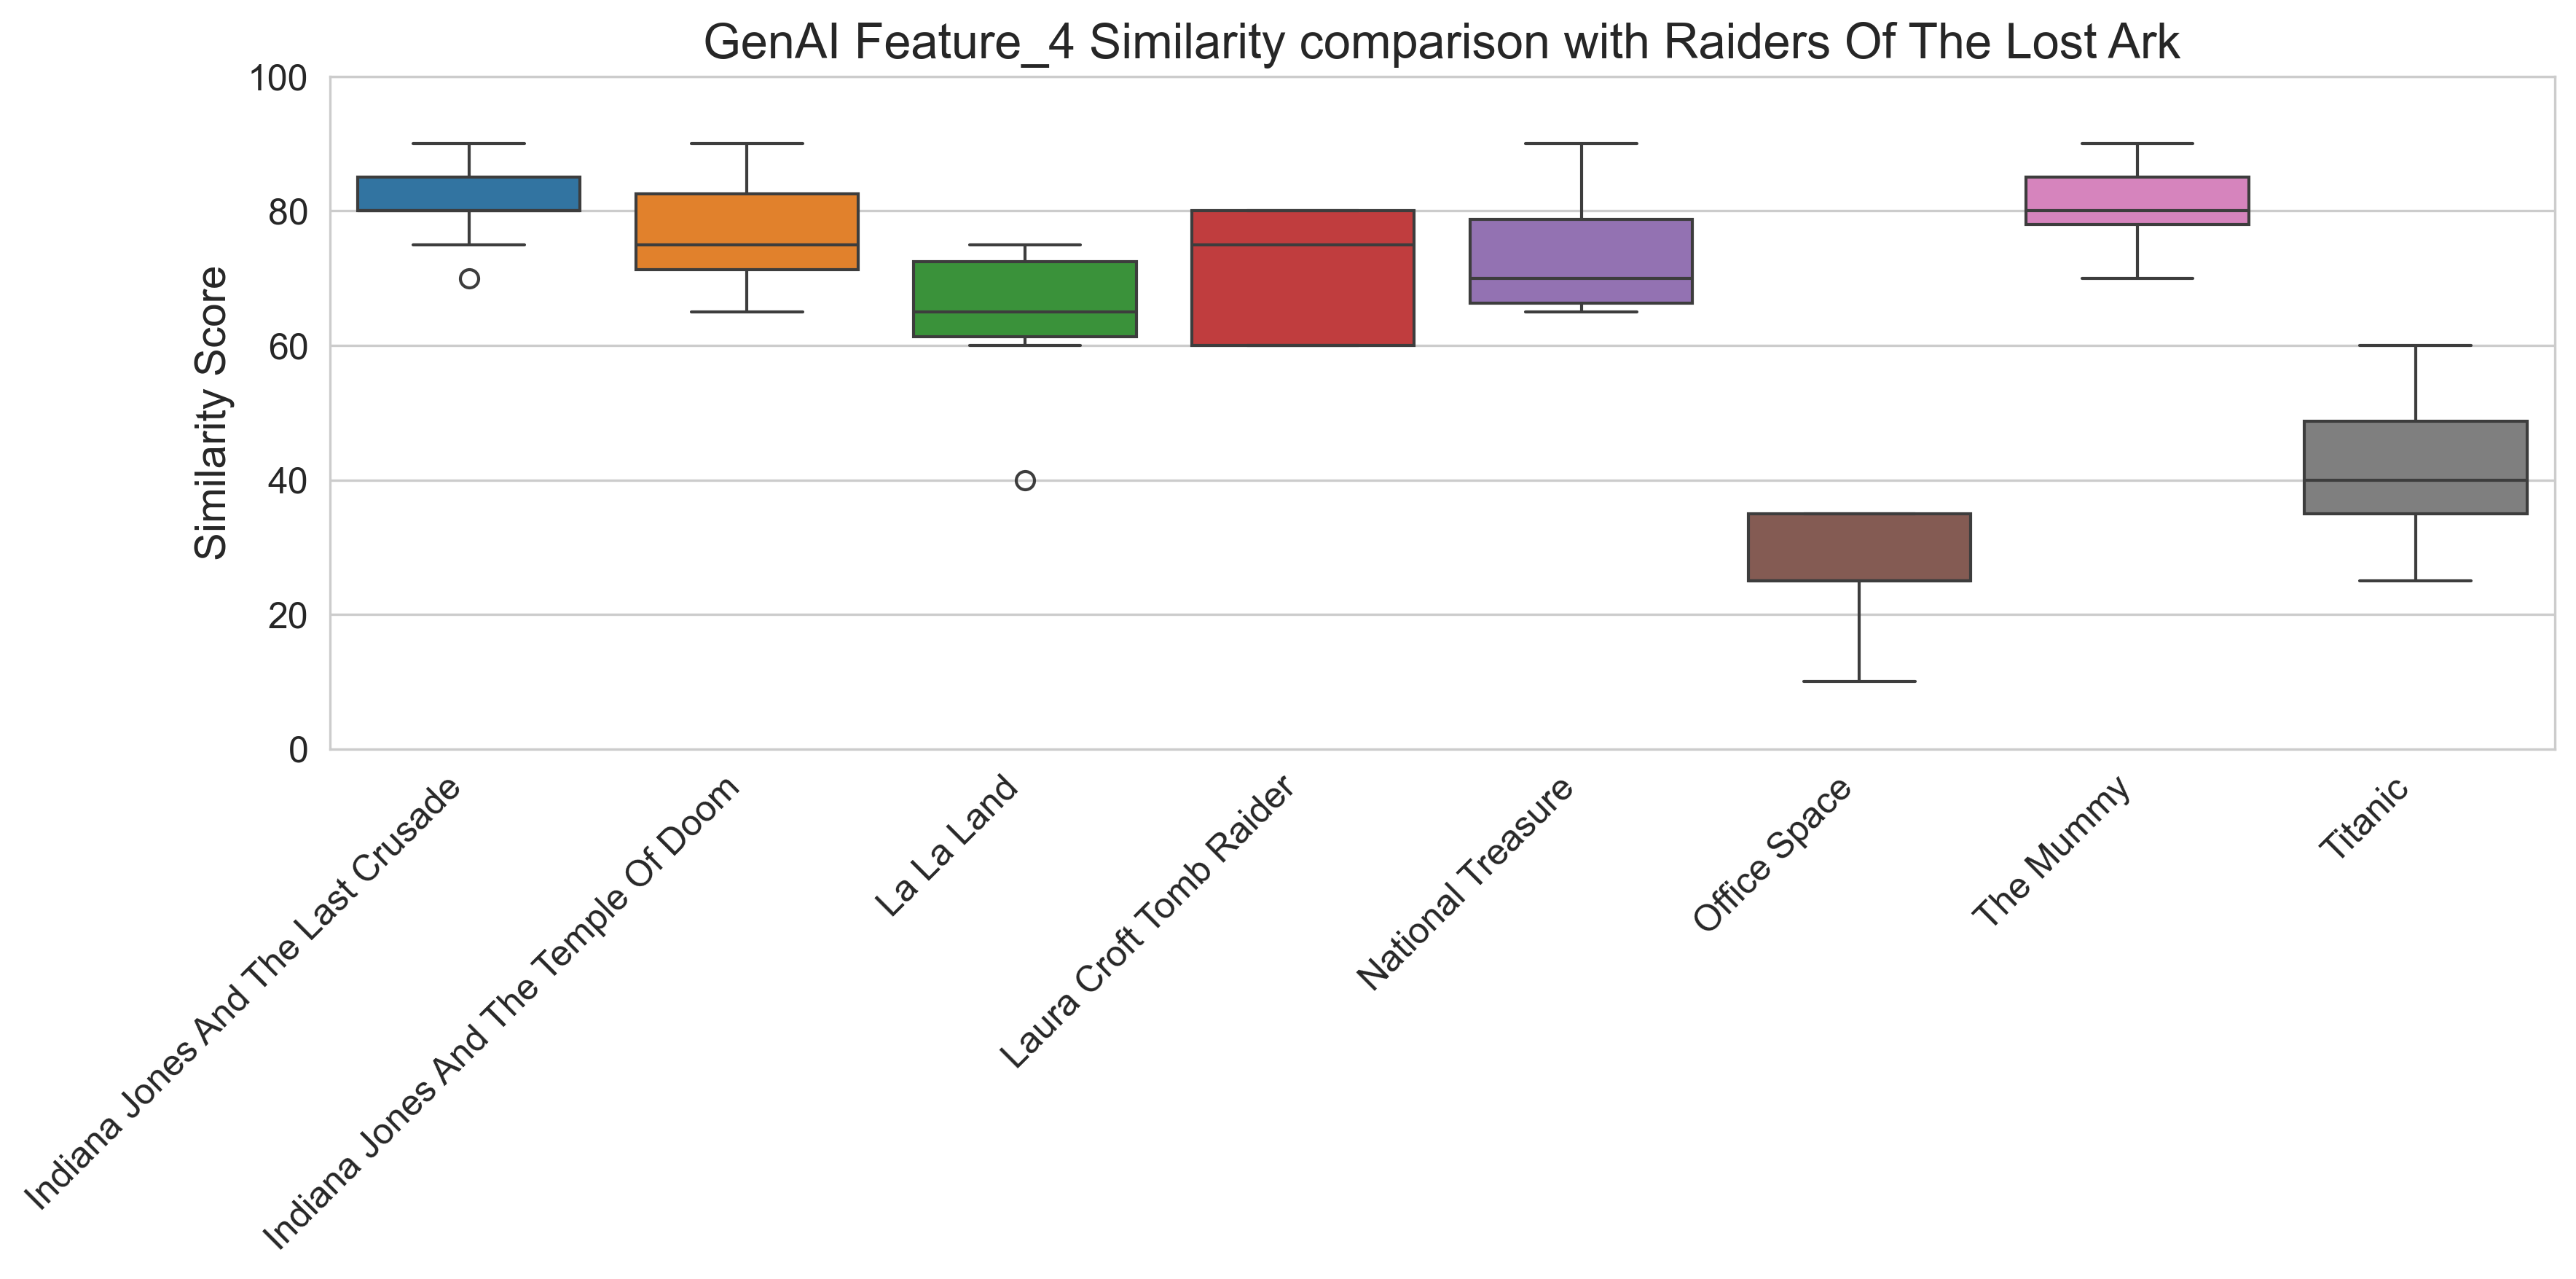 GenAI Feature_4 Similarity comparison with Raiders Of The Lost Ark
Similarity Score
100
80
60
40
20
0
Indiana Jones And The Last Crusade
Indiana Jones And The Temple Of Doom
La La Land
Laura Croft Tomb Raider
National Treasure
Office Space
The Mummy
Titanic